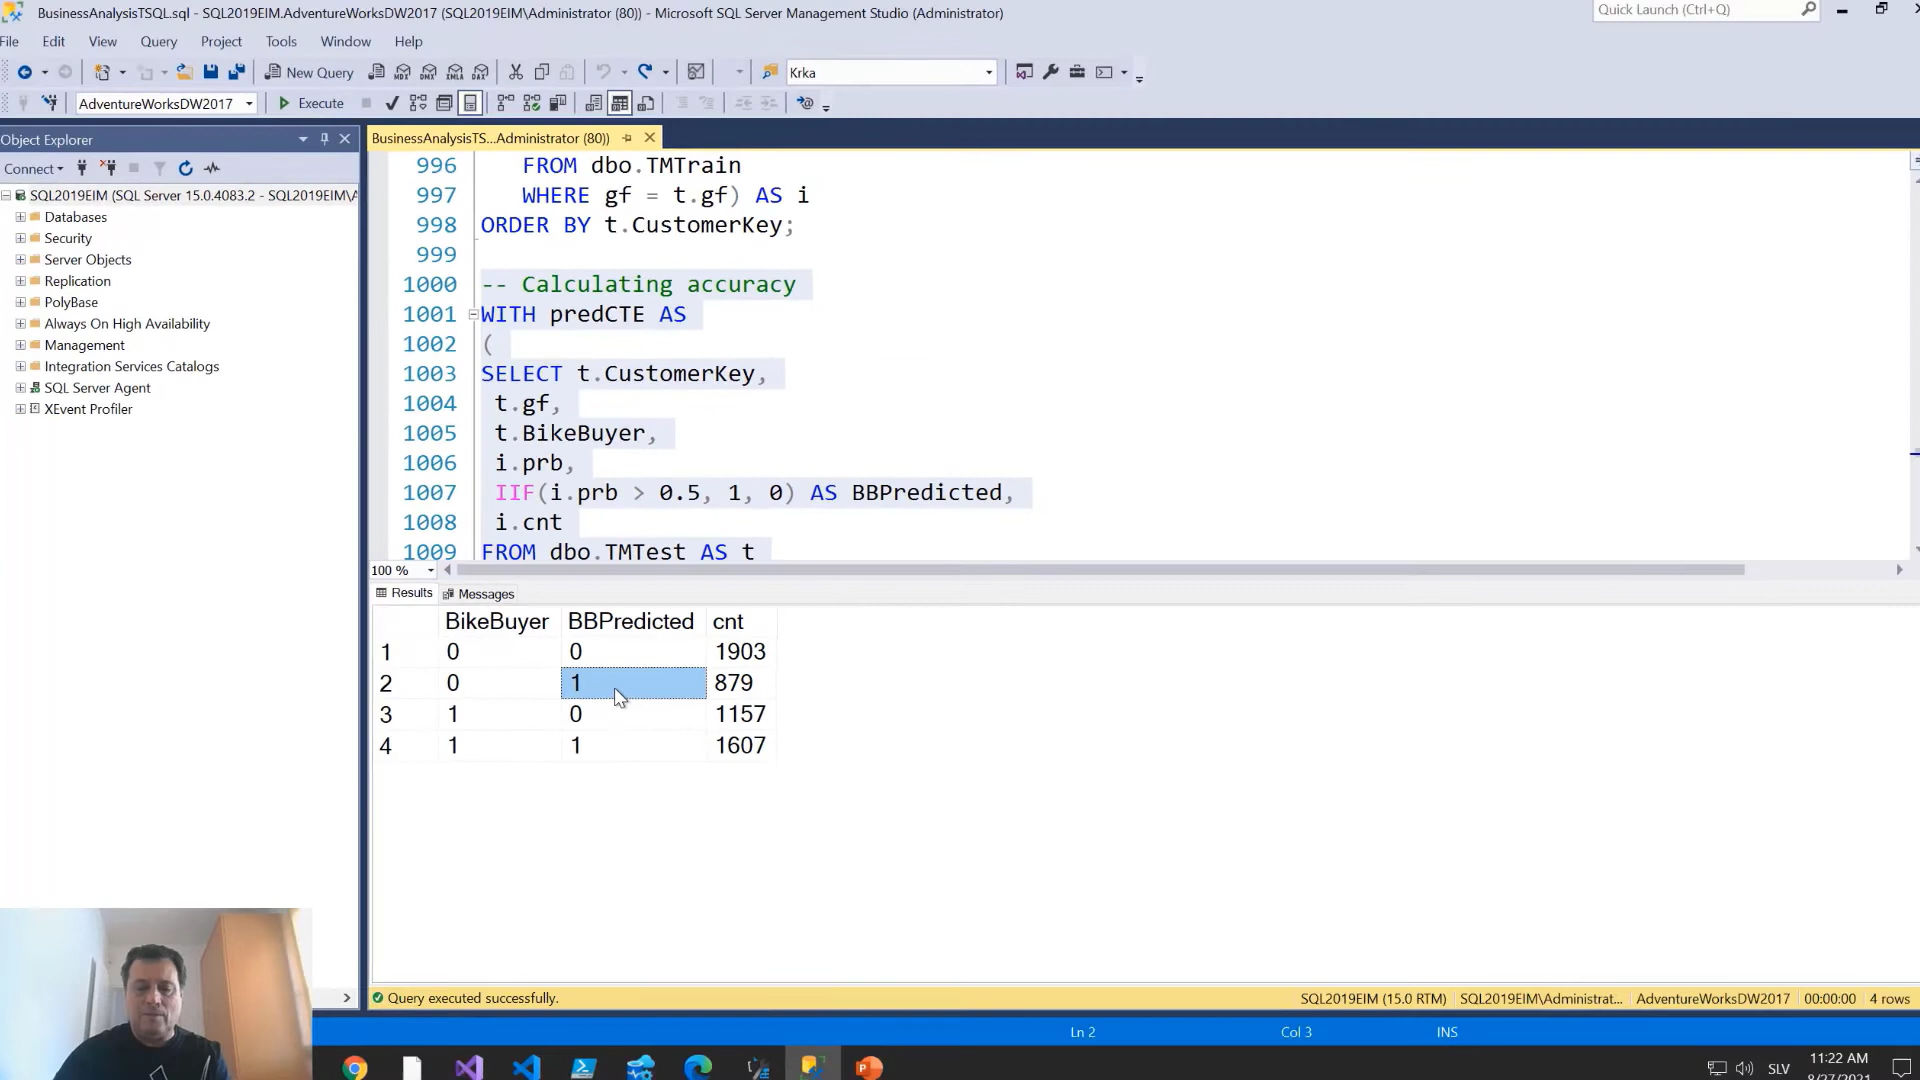 BusinessAnalysisTSQL.sql - SQL2019EIM.AdventureWorksDW2017 (SQL2019EIM\Administrator (80)) - Microsoft SQL Server Management Studio (Administrator)
Quick Launch (Ctrl+Q)
File Edit View Query Project Tools Window Help
New Query
MDX DMX XMLA DAX
Krka
AdventureWorksDW2017
Execute
Object Explorer
BusinessAnalysisTS...Administrator (80))
Connect
SQL2019EIM (SQL Server 15.0.4083.2 - SQL2019EIM\A
Databases
Security
Server Objects
Replication
PolyBase
Always On High Availability
Management
Integration Services Catalogs
SQL Server Agent
XEvent Profiler
996 FROM dbo.TMTrain
997 WHERE gf = t.gf) AS i
998 ORDER BY t.CustomerKey;
999
1000 -- Calculating accuracy
1001 WITH predCTE AS
1002 (
1003 SELECT t.CustomerKey,
1004 t.gf,
1005 t.BikeBuyer,
1006 i.prb,
1007 IIF(i.prb > 0.5, 1, 0) AS BBPredicted,
1008 i.cnt
1009 FROM dbo.TMTest AS t
100 %
Results Messages
BikeBuyer BBPredicted cnt
1 0 0 1903
2 0 1 879
3 1 0 1157
4 1 1 1607
Query executed successfully.
SQL2019EIM (15.0 RTM) SQL2019EIM\Administrat... AdventureWorksDW2017 00:00:00 4 rows
Ln 2 Col 3 INS
SLV
11:22 AM
8/27/2021